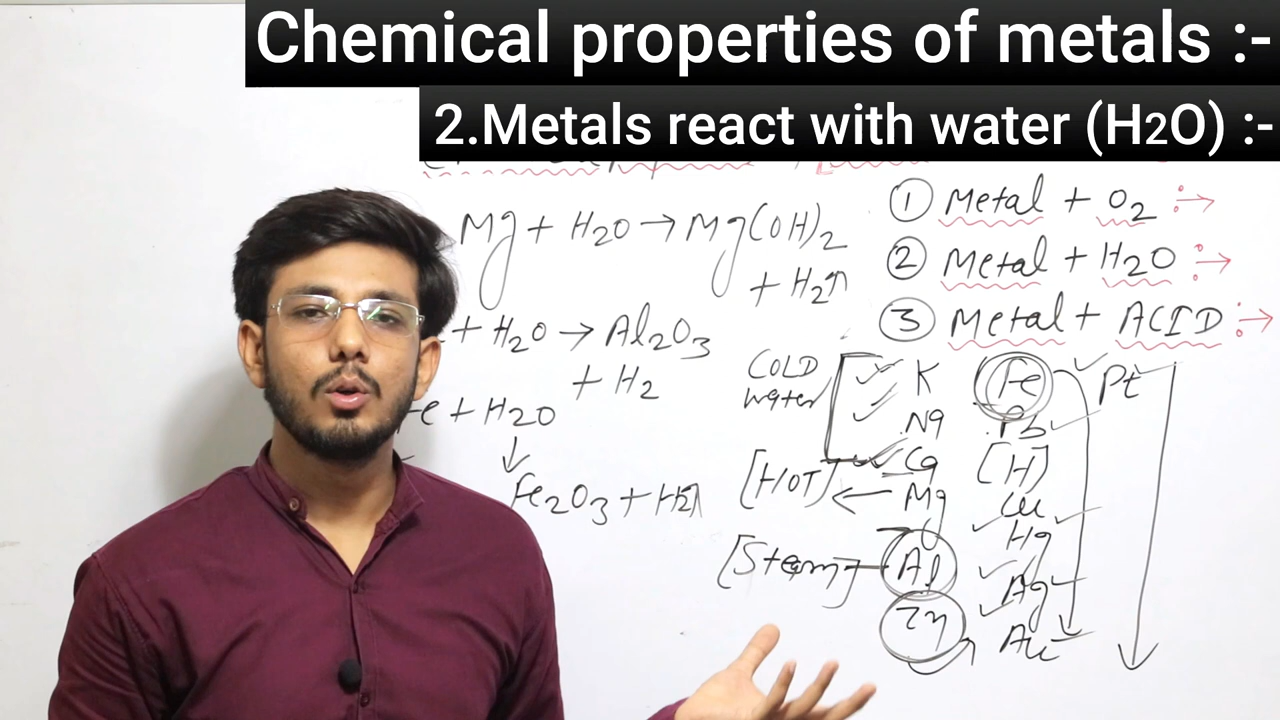 Chemical properties of metals :-
2.Metals react with water (H2O) :-
Mg + H2O → Mg(OH)2
+ H2↑
+ H2O → Al2O3
+ H2
Fe + H2O
↓
Fe2O3 + H2↑
① Metal + O2 :→
② Metal + H2O :→
③ Metal + ACID :→
COLD
water
K
Na
Ca
[HOT] ← Mg
[Steam] Al
Zn
Fe
Pb
[H]
Cu
Hg
Ag
Au
Pt